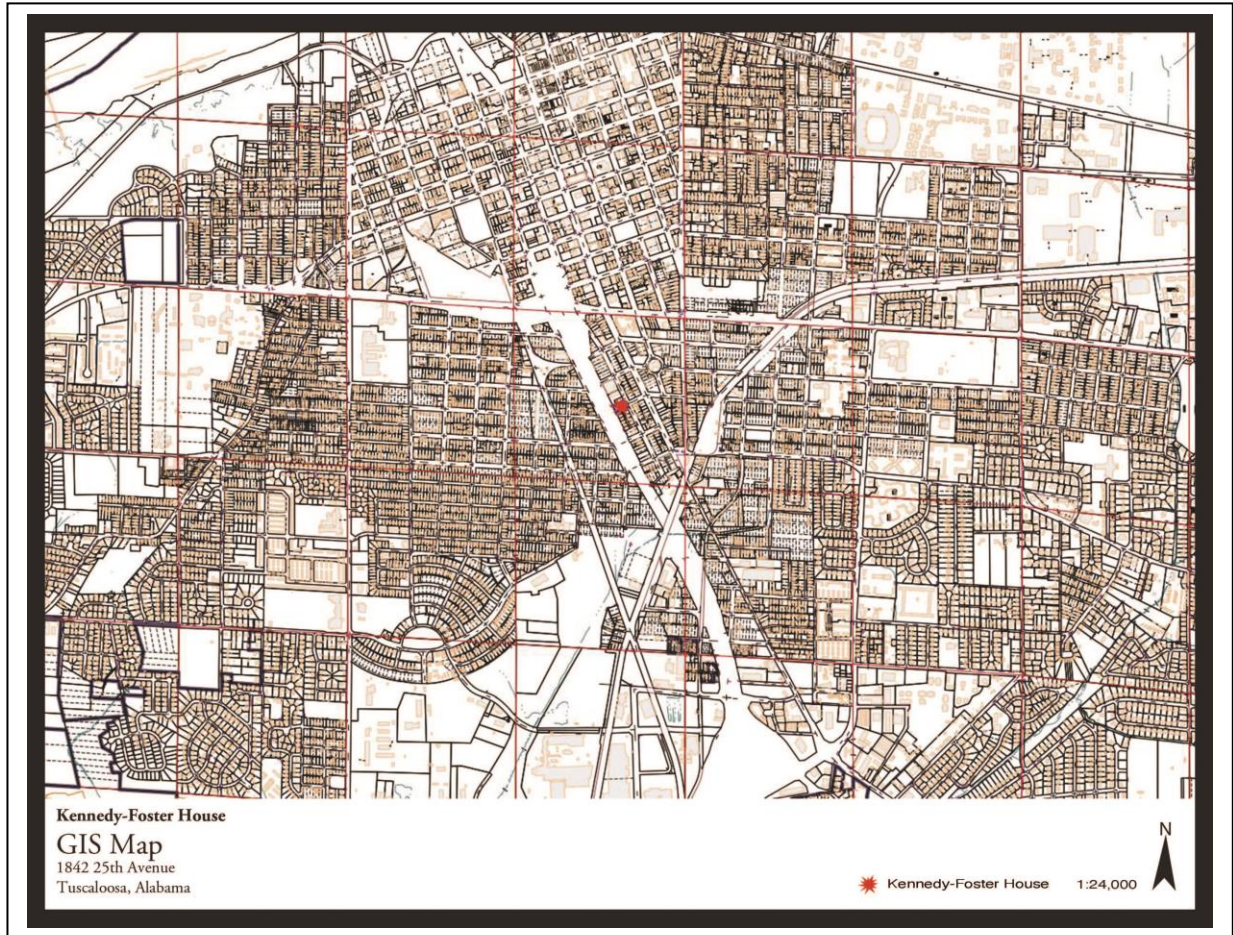 Kennedy-Foster House
GIS Map
1842 25th Avenue
Tuscaloosa, Alabama
N
Kennedy-Foster House 1:24,000